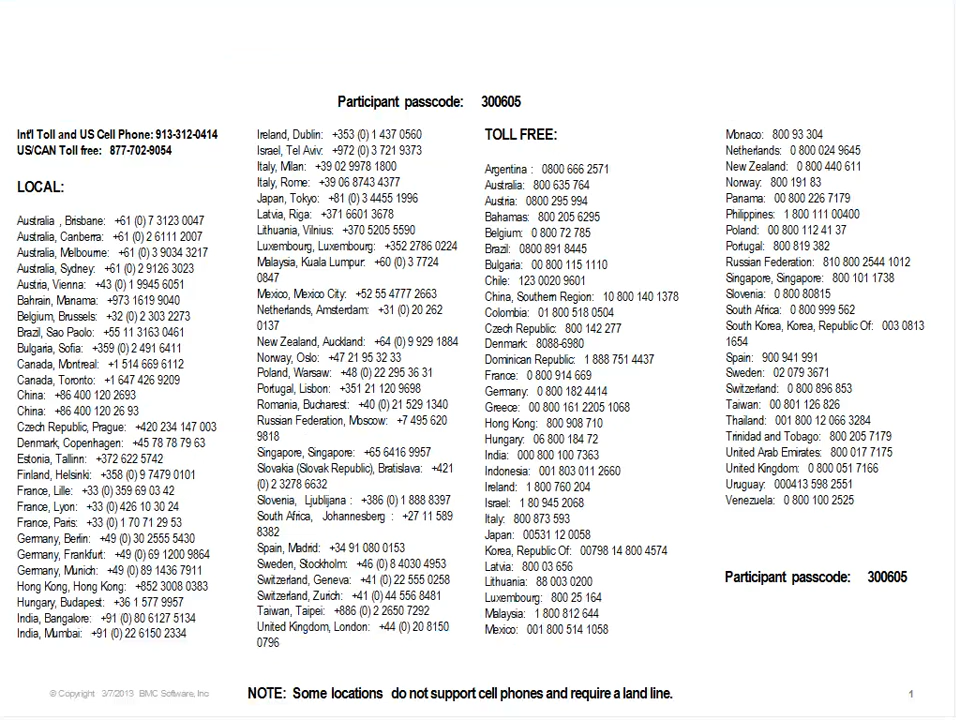 Participant passcode: 300605
Int'l Toll and US Cell Phone: 913-312-0414
US/CAN Toll free: 877-702-9054
LOCAL:
Australia , Brisbane: +61 (0) 7 3123 0047
Australia, Canberra: +61 (0) 2 6111 2007
Australia, Melbourne: +61 (0) 3 9034 3217
Australia, Sydney: +61 (0) 2 9126 3023
Austria, Vienna: +43 (0) 1 9945 6051
Bahrain, Manama: +973 1619 9040
Belgium, Brussels: +32 (0) 2 303 2273
Brazil, Sao Paolo: +55 11 3163 0461
Bulgaria, Sofia: +359 (0) 2 491 6411
Canada, Montreal: +1 514 669 6112
Canada, Toronto: +1 647 426 9209
China: +86 400 120 2693
China: +86 400 120 26 93
Czech Republic, Prague: +420 234 147 003
Denmark, Copenhagen: +45 78 78 79 63
Estonia, Tallinn: +372 622 5742
Finland, Helsinki: +358 (0) 9 7479 0101
France, Lille: +33 (0) 359 69 03 42
France, Lyon: +33 (0) 426 10 30 24
France, Paris: +33 (0) 1 70 71 29 53
Germany, Berlin: +49 (0) 30 2555 5430
Germany, Frankfurt: +49 (0) 69 1200 9864
Germany, Munich: +49 (0) 89 1436 7911
Hong Kong, Hong Kong: +852 3008 0383
Hungary, Budapest: +36 1 577 9957
India, Bangalore: +91 (0) 80 6127 5134
India, Mumbai: +91 (0) 22 6150 2334
Ireland, Dublin: +353 (0) 1 437 0560
Israel, Tel Aviv: +972 (0) 3 721 9373
Italy, Milan: +39 02 9978 1800
Italy, Rome: +39 06 8743 4377
Japan, Tokyo: +81 (0) 3 4455 1996
Latvia, Riga: +371 6601 3678
Lithuania, Vilnius: +370 5205 5590
Luxembourg, Luxembourg: +352 2786 0224
Malaysia, Kuala Lumpur: +60 (0) 3 7724
0847
Mexico, Mexico City: +52 55 4777 2663
Netherlands, Amsterdam: +31 (0) 20 262
0137
New Zealand, Auckland: +64 (0) 9 929 1884
Norway, Oslo: +47 21 95 32 33
Poland, Warsaw: +48 (0) 22 295 36 31
Portugal, Lisbon: +351 21 120 9698
Romania, Bucharest: +40 (0) 21 529 1340
Russian Federation, Moscow: +7 495 620
9818
Singapore, Singapore: +65 6416 9957
Slovakia (Slovak Republic), Bratislava: +421
(0) 2 3278 6632
Slovenia, Ljublijana : +386 (0) 1 888 8397
South Africa, Johannesberg : +27 11 589
8382
Spain, Madrid: +34 91 080 0153
Sweden, Stockholm: +46 (0) 8 4030 4953
Switzerland, Geneva: +41 (0) 22 555 0258
Switzerland, Zurich: +41 (0) 44 556 8481
Taiwan, Taipei: +886 (0) 2 2650 7292
United Kingdom, London: +44 (0) 20 8150
0796
TOLL FREE:
Argentina : 0800 666 2571
Australia: 800 635 764
Austria: 0800 295 994
Bahamas: 800 205 6295
Belgium: 0 800 72 785
Brazil: 0800 891 8445
Bulgaria: 00 800 115 1110
Chile: 123 0020 9601
China, Southern Region: 10 800 140 1378
Colombia: 01 800 518 0504
Czech Republic: 800 142 277
Denmark: 8088-6980
Dominican Republic: 1 888 751 4437
France: 0 800 914 669
Germany: 0 800 182 4414
Greece: 00 800 161 2205 1068
Hong Kong: 800 908 710
Hungary: 06 800 184 72
India: 000 800 100 7363
Indonesia: 001 803 011 2660
Ireland: 1 800 760 204
Israel: 1 80 945 2068
Italy: 800 873 593
Japan: 00531 12 0058
Korea, Republic Of: 00798 14 800 4574
Latvia: 800 03 656
Lithuania: 88 003 0200
Luxembourg: 800 25 164
Malaysia: 1 800 812 644
Mexico: 001 800 514 1058
Monaco: 800 93 304
Netherlands: 0 800 024 9645
New Zealand: 0 800 440 611
Norway: 800 191 83
Panama: 00 800 226 7179
Philippines: 1 800 111 00400
Poland: 00 800 112 41 37
Portugal: 800 819 382
Russian Federation: 810 800 2544 1012
Singapore, Singapore: 800 101 1738
Slovenia: 0 800 80815
South Africa: 0 800 999 562
South Korea, Korea, Republic Of: 003 0813
1654
Spain: 900 941 991
Sweden: 02 079 3671
Switzerland: 0 800 896 853
Taiwan: 00 801 126 826
Thailand: 001 800 12 066 3284
Trinidad and Tobago: 800 205 7179
United Arab Emirates: 800 017 7175
United Kingdom: 0 800 051 7166
Uruguay: 000413 598 2551
Venezuela: 0 800 100 2525
Participant passcode: 300605
© Copyright 3/7/2013 BMC Software, Inc
NOTE: Some locations do not support cell phones and require a land line.
1